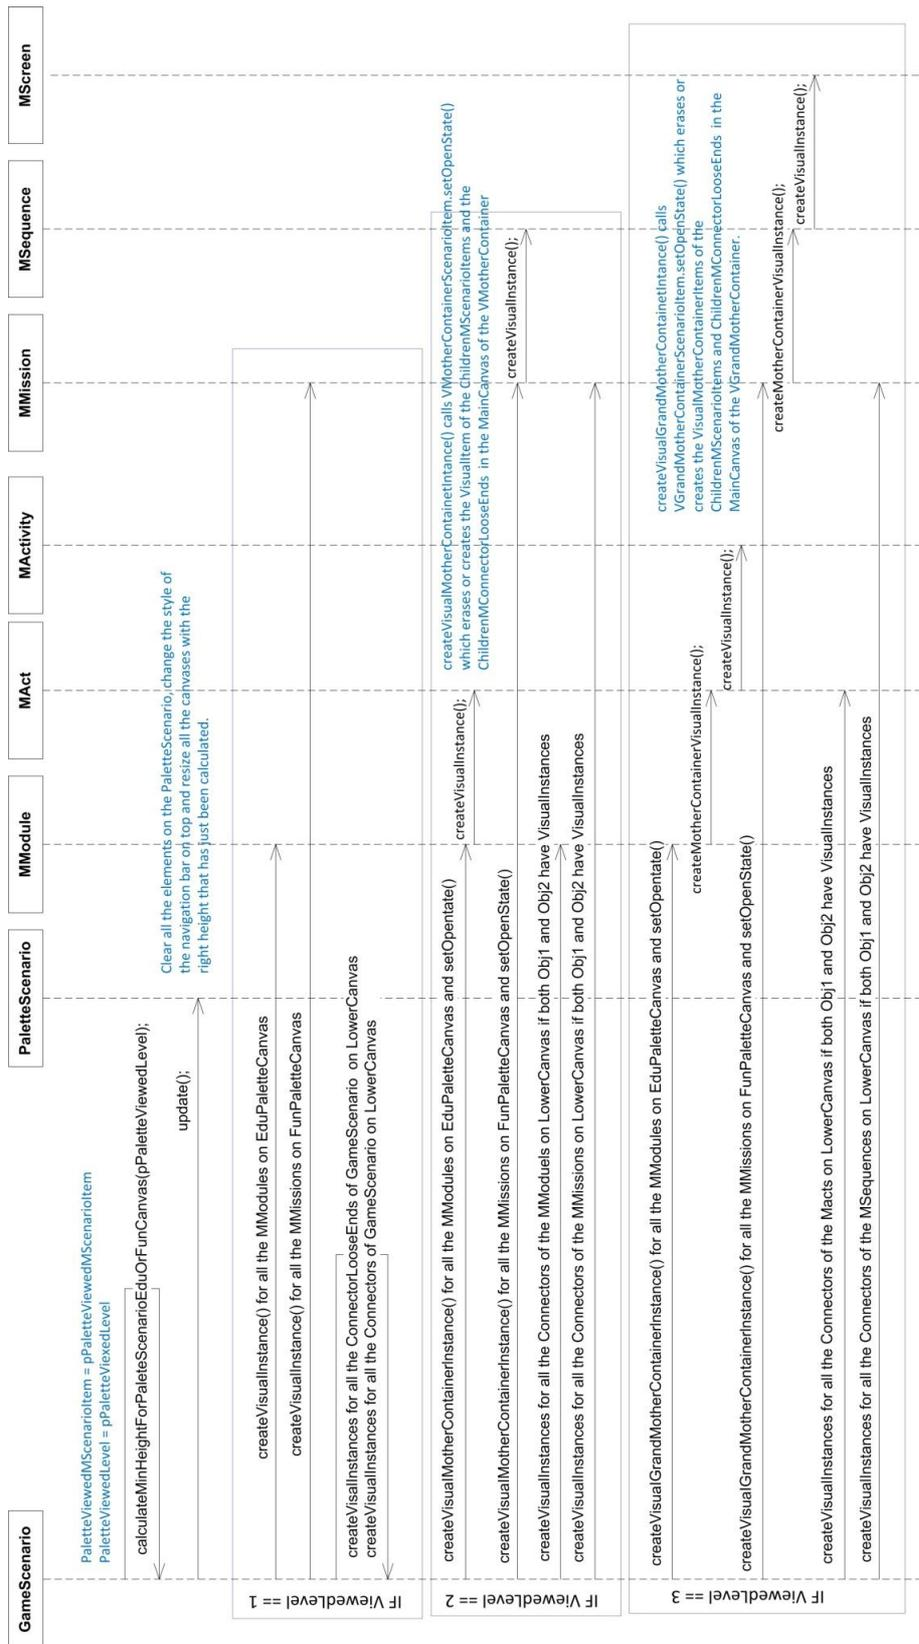 GameScenario
PaletteScenario
MModule
MAct
MActivity
MMission
MSequence
MScreen
PaletteViewedMScenarioItem = pPaletteViewedMScenarioItem
PaletteViewedLevel = pPaletteViexedLevel
calculateMinHeightForPaleteScenarioEduOrFunCanvas(pPaletteViewedLevel);
update();
Clear all the elements on the PaletteScenario, change the style of
the navigation bar on top and resize all the canvases with the
right height that has just been calculated.
IF ViewedLevel == 1
createVisualInstance() for all the MModules on EduPaletteCanvas
createVisualInstance() for all the MMissions on FunPaletteCanvas
createVisalInstances for all the ConnectorLooseEnds of GameScenario on LowerCanvas
createVisualInstances for all the Connectors of GameScenario on LowerCanvas
IF ViewedLevel == 2
createVisualMotherContainerInstance() for all the MModules on EduPaletteCanvas and setOpentate()
createVisualInstance();
createVisualMotherContainetIntance() calls VMotherContainerScenarioItem.setOpenState()
which erases or creates the VisualItem of the ChildrenMScenarioItems and the
ChildrenMConnectorLooseEnds in the MainCanvas of the VMotherContainer
createVisualMotherContainerInstance() for all the MMissions on FunPaletteCanvas and setOpenState()
createVisualInstance();
createVisualInstances for all the Connectors of the MModuels on LowerCanvas if both Obj1 and Obj2 have VisualInstances
createVisualInstances for all the Connectors of the MMissions on LowerCanvas if both Obj1 and Obj2 have VisualInstances
IF ViewedLevel == 3
createVisualGrandMotherContainerInstance() for all the MModules on EduPaletteCanvas and setOpentate()
createMotherContainerVisualInstance();
createVisualInstance();
createVisualGrandMotherContainetIntance() calls
VGrandMotherContainerScenarioItem.setOpenState() which erases or
creates the VisualMotherContainerItems of the
ChildrenMScenarioItems and ChildrenMConnectorLooseEnds in the
MainCanvas of the VGrandMotherContainer.
createVisualGrandMotherContainerInstance() for all the MMissions on FunPaletteCanvas and setOpenState()
createMotherContainerVisualInstance();
createVisualInstance();
createVisualInstances for all the Connectors of the Macts on LowerCanvas if both Obj1 and Obj2 have VisualInstances
createVisualInstances for all the Connectors of the MSequences on LowerCanvas if both Obj1 and Obj2 have VisualInstances